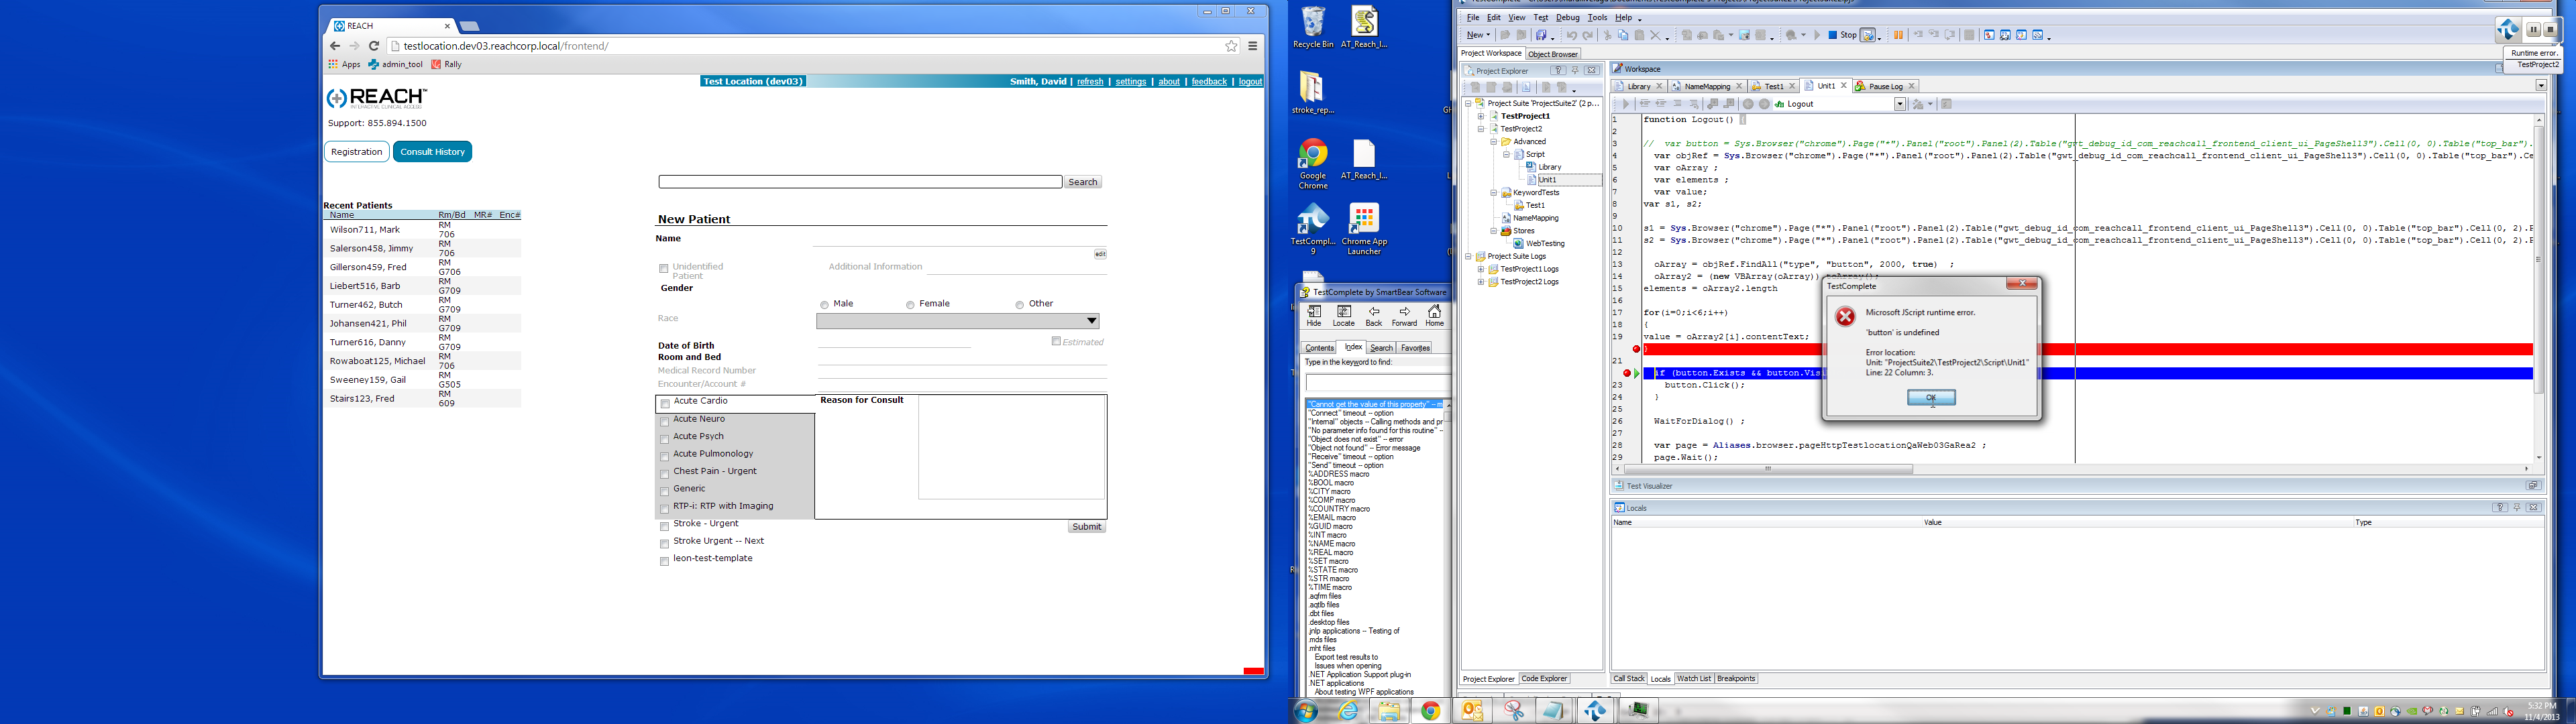 REACH
testlocation.dev03.reachcorp.local/frontend/
Apps admin_tool Rally
Test Location (dev03) Smith, David | refresh | settings | about | feedback | logout
REACH
INTERACTIVE CLINICAL ACCESS
Support: 855.894.1500
Registration Consult History
Search
Recent Patients
Name Rm/Bd MR# Enc#
Wilson711, Mark RM 706
Salerson458, Jimmy RM 706
Gillerson459, Fred RM G706
Liebert516, Barb RM G709
Turner462, Butch RM G709
Johansen421, Phil RM G709
Turner616, Danny RM G709
Rowaboat125, Michael RM 706
Sweeney159, Gail RM G505
Stairs123, Fred RM 609
New Patient
Name
edit
Unidentified Patient Additional Information
Gender
Male Female Other
Race
Date of Birth Estimated
Room and Bed
Medical Record Number
Encounter/Account #
Acute Cardio Reason for Consult
Acute Neuro
Acute Psych
Acute Pulmonology
Chest Pain - Urgent
Generic
RTP-i: RTP with Imaging
Stroke - Urgent Submit
Stroke Urgent -- Next
leon-test-template
Recycle Bin AT_Reach_I...
stroke_rep...
Google Chrome AT_Reach_I...
TestCompl... 9 Chrome App Launcher
TestComplete by SmartBear Software
Hide Locate Back Forward Home
Contents Index Search Favorites
Type in the keyword to find:
"Cannot get the value of this property" -- m
"Connect" timeout -- option
"Internal" objects -- Calling methods and pr
"No parameter info found for this routine" --
"Object does not exist" -- error
"Object not found" -- Error message
"Receive" timeout -- option
"Send" timeout -- option
%ADDRESS macro
%BOOL macro
%CITY macro
%COMP macro
%COUNTRY macro
%EMAIL macro
%GUID macro
%INT macro
%NAME macro
%REAL macro
%SET macro
%STATE macro
%STR macro
%TIME macro
.aqfm files
.aqtlb files
.dbt files
.desktop files
.jnlp applications -- Testing of
.mds files
.mht files
Export test results to
Issues when opening
.NET Application Support plug-in
.NET applications
About testing WPF applications
File Edit View Test Debug Tools Help
New Stop
Project Workspace Object Browser
Runtime error.
TestProject2
Project Explorer
Project Suite 'ProjectSuite2' (2 p...
TestProject1
TestProject2
Advanced
Script
Library
Unit1
KeywordTests
Test1
NameMapping
Stores
WebTesting
Project Suite Logs
TestProject1 Logs
TestProject2 Logs
Project Explorer Code Explorer
Workspace
Library NameMapping Test1 Unit1 Pause Log
Logout
1 function Logout()
2
3 // var button = Sys.Browser("chrome").Page("*").Panel("root").Panel(2).Table("gwt_debug_id_com_reachcall_frontend_client_ui_PageShell3").Cell(0, 0).Table("top_bar").
4 var objRef = Sys.Browser("chrome").Page("*").Panel("root").Panel(2).Table("gwt_debug_id_com_reachcall_frontend_client_ui_PageShell3").Cell(0, 0).Table("top_bar").Ce
5 var oArray ;
6 var elements ;
7 var value;
8 var s1, s2;
9
10 s1 = Sys.Browser("chrome").Page("*").Panel("root").Panel(2).Table("gwt_debug_id_com_reachcall_frontend_client_ui_PageShell3").Cell(0, 0).Table("top_bar").Cell(0, 2).P
11 s2 = Sys.Browser("chrome").Page("*").Panel("root").Panel(2).Table("gwt_debug_id_com_reachcall_frontend_client_ui_PageShell3").Cell(0, 0).Table("top_bar").Cell(0, 2).P
12
13 oArray = objRef.FindAll("type", "button", 2000, true) ;
14 oArray2 = (new VBArray(oArray)).toArray();
15 elements = oArray2.length
16
17 for(i=0;i<6;i++)
18 {
19 value = oArray2[i].contentText;
}
21
if (button.Exists && button.Visi
23 button.Click();
24 }
25
26 WaitForDialog() ;
27
28 var page = Aliases.browser.pageHttpTestlocationQaWeb03GaRea2 ;
29 page.Wait();
TestComplete
Microsoft JScript runtime error.
'button' is undefined
Error location:
Unit: "ProjectSuite2\TestProject2\Script\Unit1"
Line: 22 Column: 3.
OK
Test Visualizer
Locals
Name Value Type
Call Stack Locals Watch List Breakpoints
5:32 PM
11/4/2013